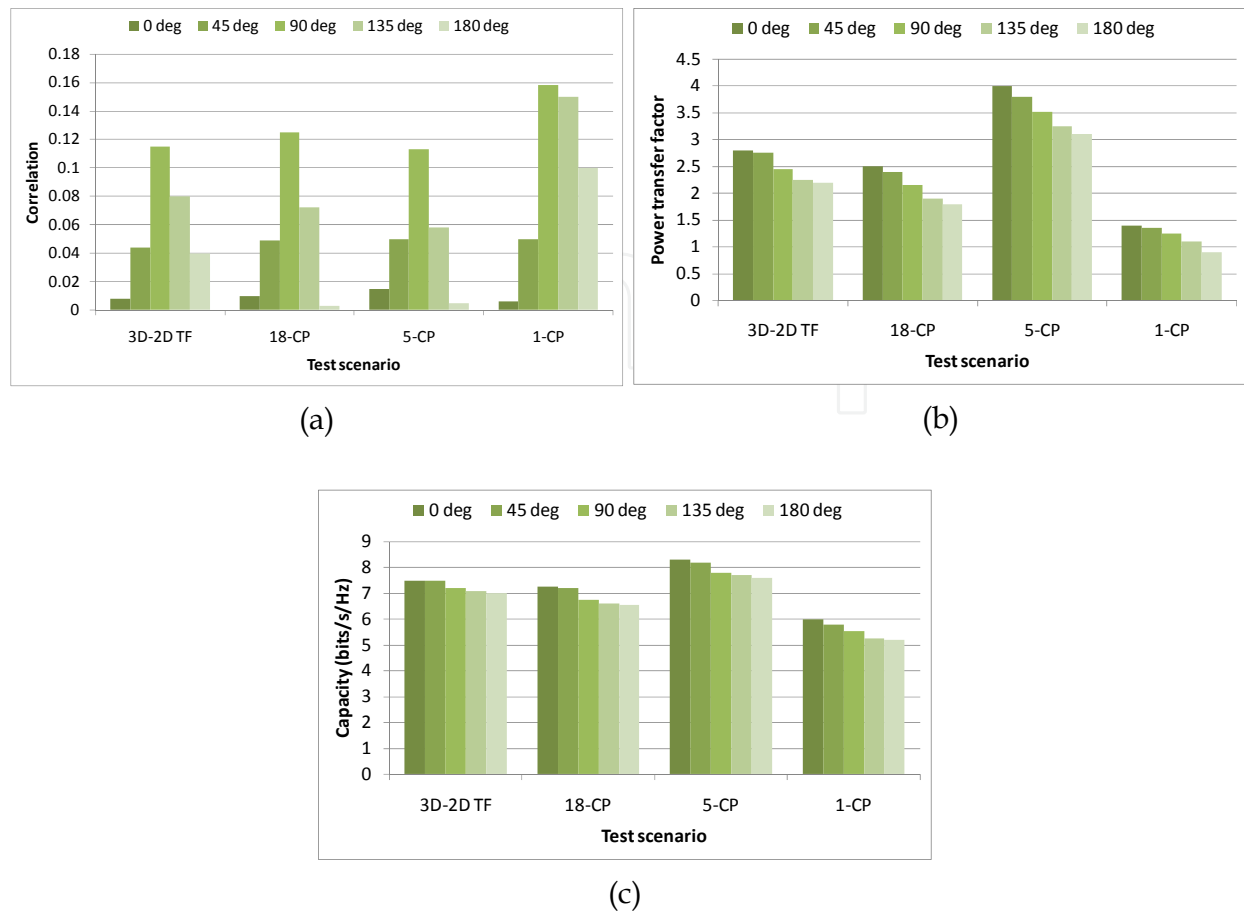 0 deg 45 deg 90 deg 135 deg 180 deg
0.18
0.16
0.14
0.12
0.1
0.08
0.06
0.04
0.02
0
Correlation
3D-2D TF 18-CP 5-CP 1-CP
Test scenario
(a)
0 deg 45 deg 90 deg 135 deg 180 deg
4.5
4
3.5
3
2.5
2
1.5
1
0.5
0
Power transfer factor
3D-2D TF 18-CP 5-CP 1-CP
Test scenario
(b)
0 deg 45 deg 90 deg 135 deg 180 deg
9
8
7
6
5
4
3
2
1
0
Capacity (bits/s/Hz)
3D-2D TF 18-CP 5-CP 1-CP
Test scenario
(c)